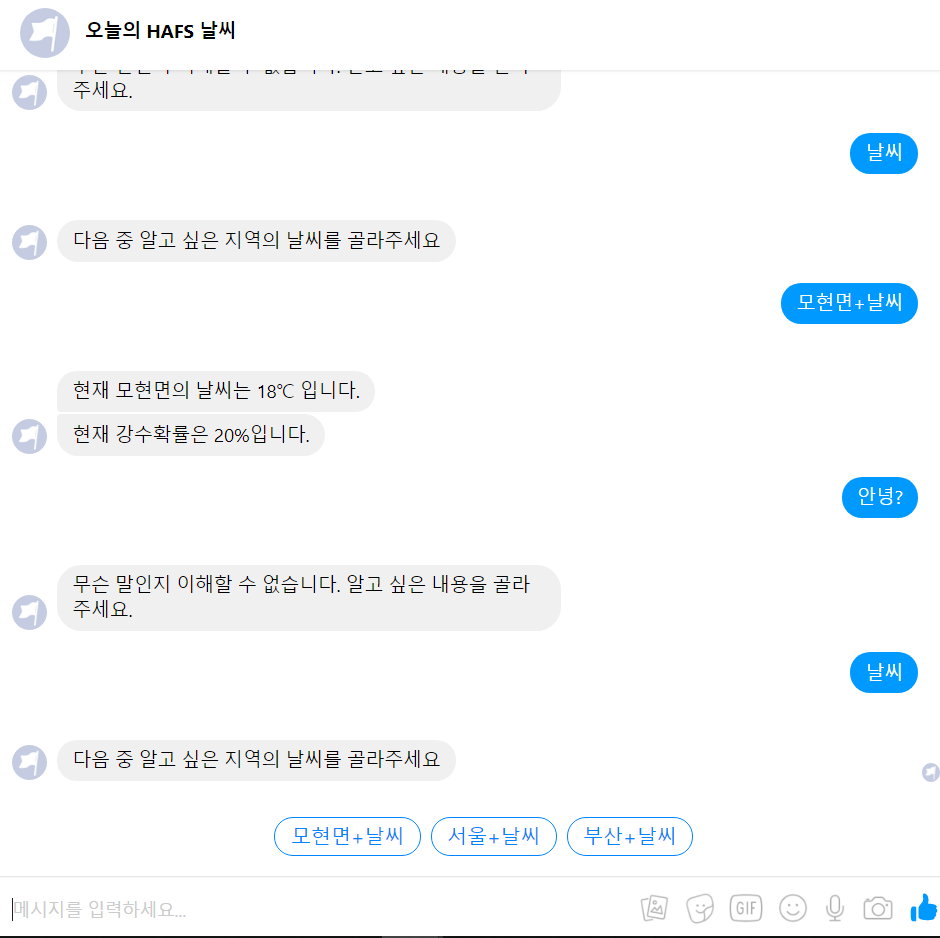 오늘의 HAFS 날씨
주세요.
날씨
다음 중 알고 싶은 지역의 날씨를 골라주세요
모현면+날씨
현재 모현면의 날씨는 18℃ 입니다.
현재 강수확률은 20%입니다.
안녕?
무슨 말인지 이해할 수 없습니다. 알고 싶은 내용을 골라
주세요.
날씨
다음 중 알고 싶은 지역의 날씨를 골라주세요
모현면+날씨 서울+날씨 부산+날씨
메시지를 입력하세요... GIF